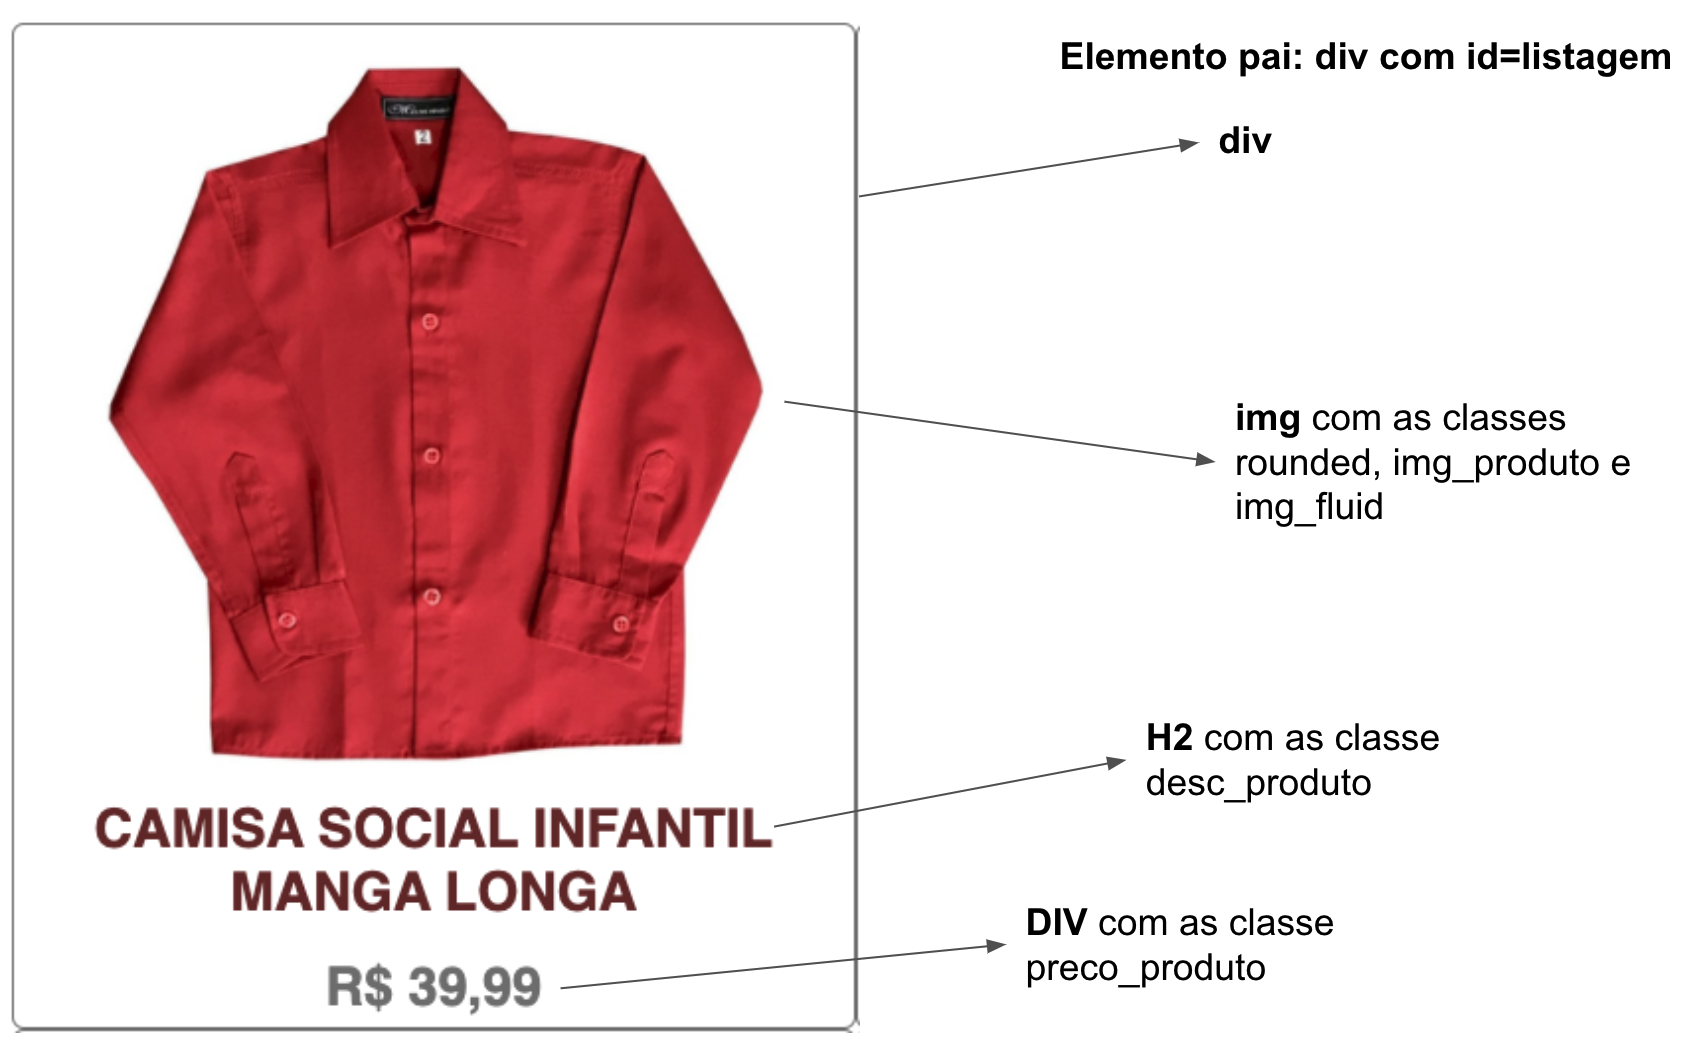 Elemento pai: div com id=listagem
div
2
img com as classes
rounded, img_produto e
img_fluid
H2 com as classe
desc_produto
CAMISA SOCIAL INFANTIL
MANGA LONGA
DIV com as classe
preco_produto
R$ 39,99